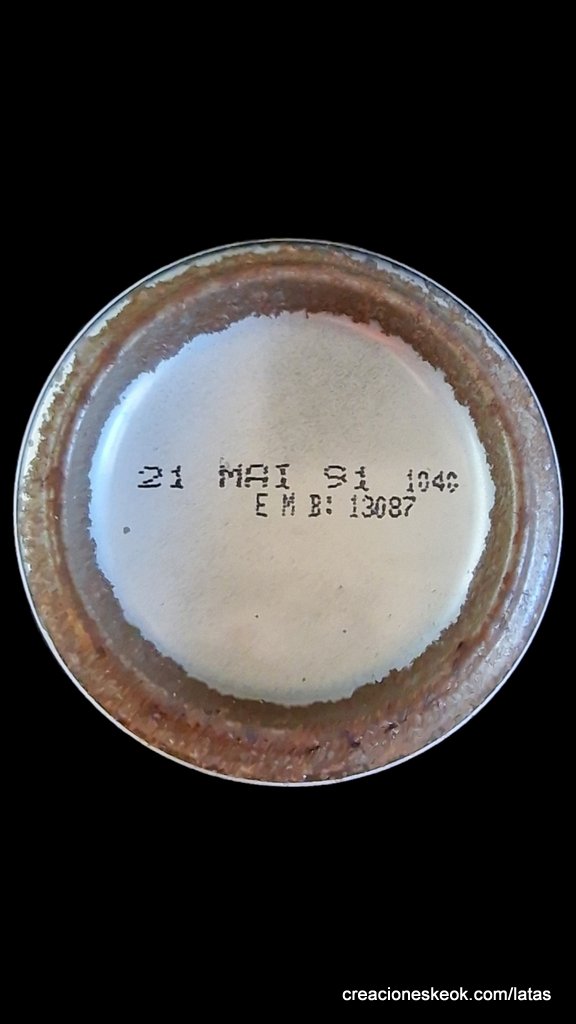 21 MAI 91 1040
E M B: 13087
creacioneskeok.com/latas